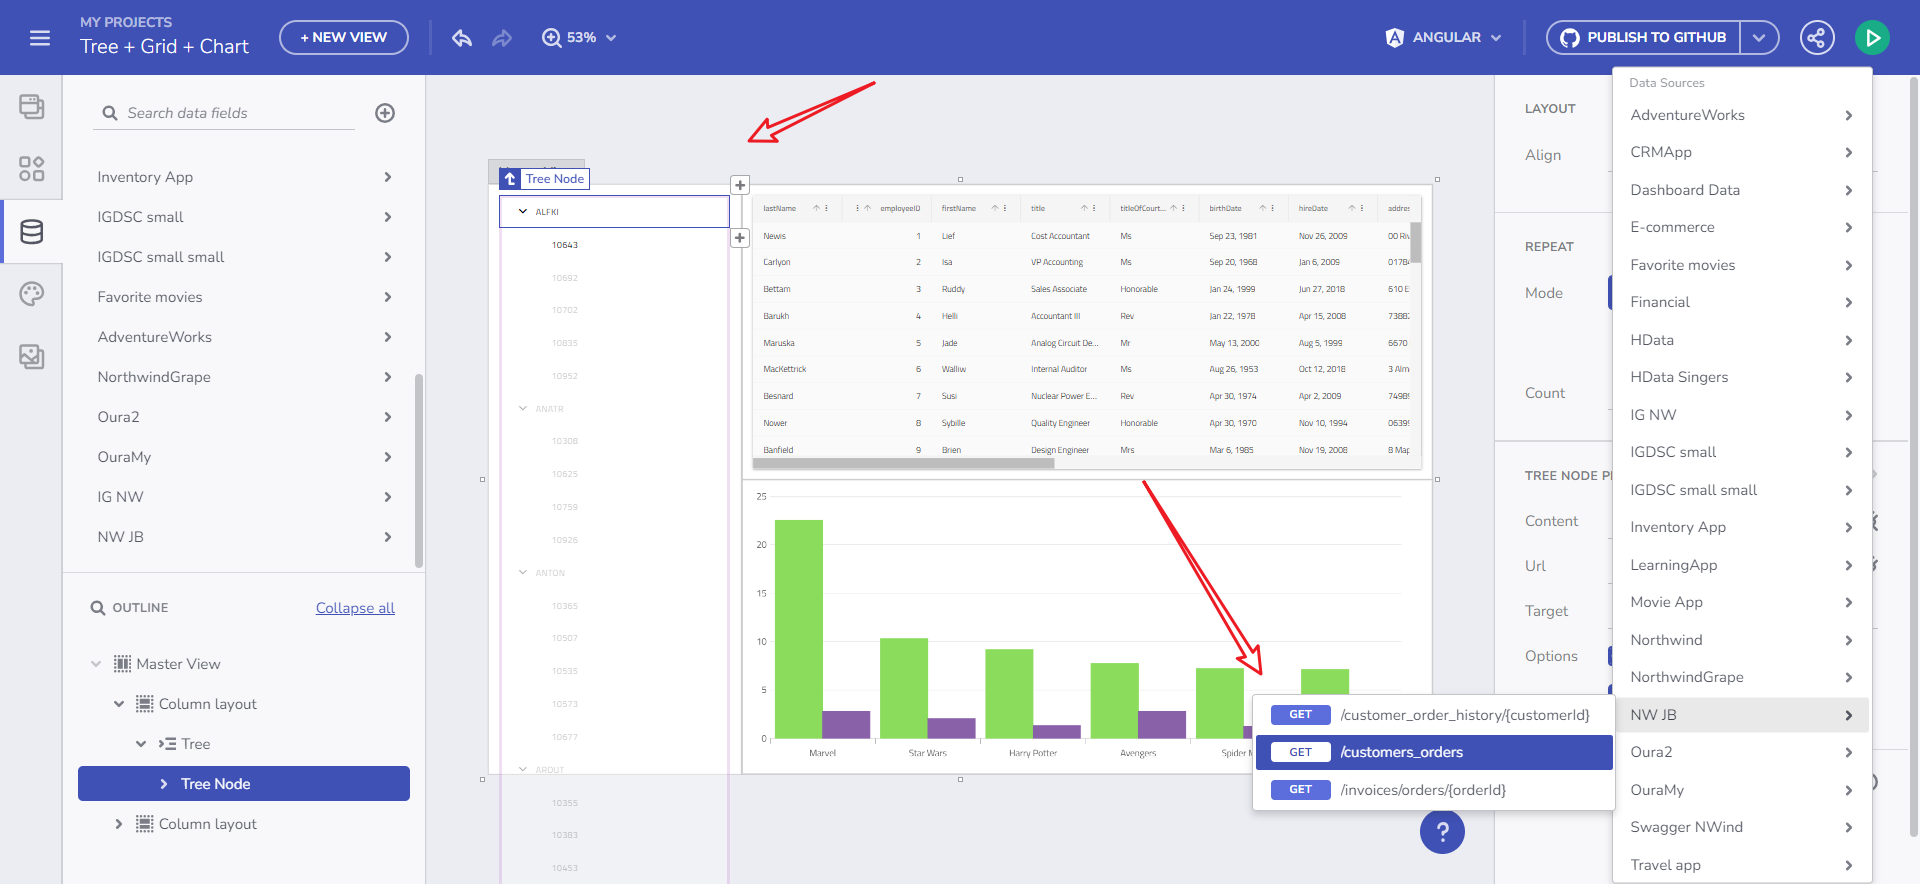 MY PROJECTS
Tree + Grid + Chart
+ NEW VIEW
53%
ANGULAR
PUBLISH TO GITHUB
Search data fields
Inventory App
IGDSC small
IGDSC small small
Favorite movies
AdventureWorks
NorthwindGrape
Oura2
OuraMy
IG NW
NW JB
OUTLINE
Collapse all
Master View
Column layout
Tree
Tree Node
Column layout
Tree Node
ALFKI
10643
10692
10702
10835
10952
ANATR
10308
10625
10759
10926
ANTON
10365
10507
10535
10573
10677
AROUT
10355
10383
10453
lastName employeeID firstName title titleOfCourt... birthDate hireDate addres
Newis 1 Lief Cost Accountant Ms Sep 23, 1981 Nov 26, 2009 00 Riv
Carlyon 2 Isa VP Accounting Ms Sep 20, 1968 Jan 6, 2009 0178
Bettam 3 Ruddy Sales Associate Honorable Jan 24, 1999 Jun 27, 2018 610 E
Barukh 4 Helli Accountant III Rev Jan 22, 1978 Apr 15, 2008 7388
Maruska 5 Jade Analog Circuit De... Mr May 13, 2000 Aug 5, 1999 6670
MacKettrick 6 Walliw Internal Auditor Ms Aug 26, 1953 Oct 12, 2018 3 Alm
Besnard 7 Susi Nuclear Power E... Rev Apr 30, 1974 Apr 2, 2009 7498
Nower 8 Sybille Quality Engineer Honorable Apr 30, 1970 Nov 10, 1994 0639
Banfield 9 Brien Design Engineer Mrs Mar 6, 1985 Nov 19, 2008 8 Map
25
20
15
10
5
0
Marvel Star Wars Harry Potter Avengers Spider M
GET /customer_order_history/{customerId}
GET /customers_orders
GET /invoices/orders/{orderId}
?
LAYOUT
Align
REPEAT
Mode
Count
TREE NODE P
Content
Url
Target
Options
Data Sources
AdventureWorks
CRMApp
Dashboard Data
E-commerce
Favorite movies
Financial
HData
HData Singers
IG NW
IGDSC small
IGDSC small small
Inventory App
LearningApp
Movie App
Northwind
NorthwindGrape
NW JB
Oura2
OuraMy
Swagger NWind
Travel app